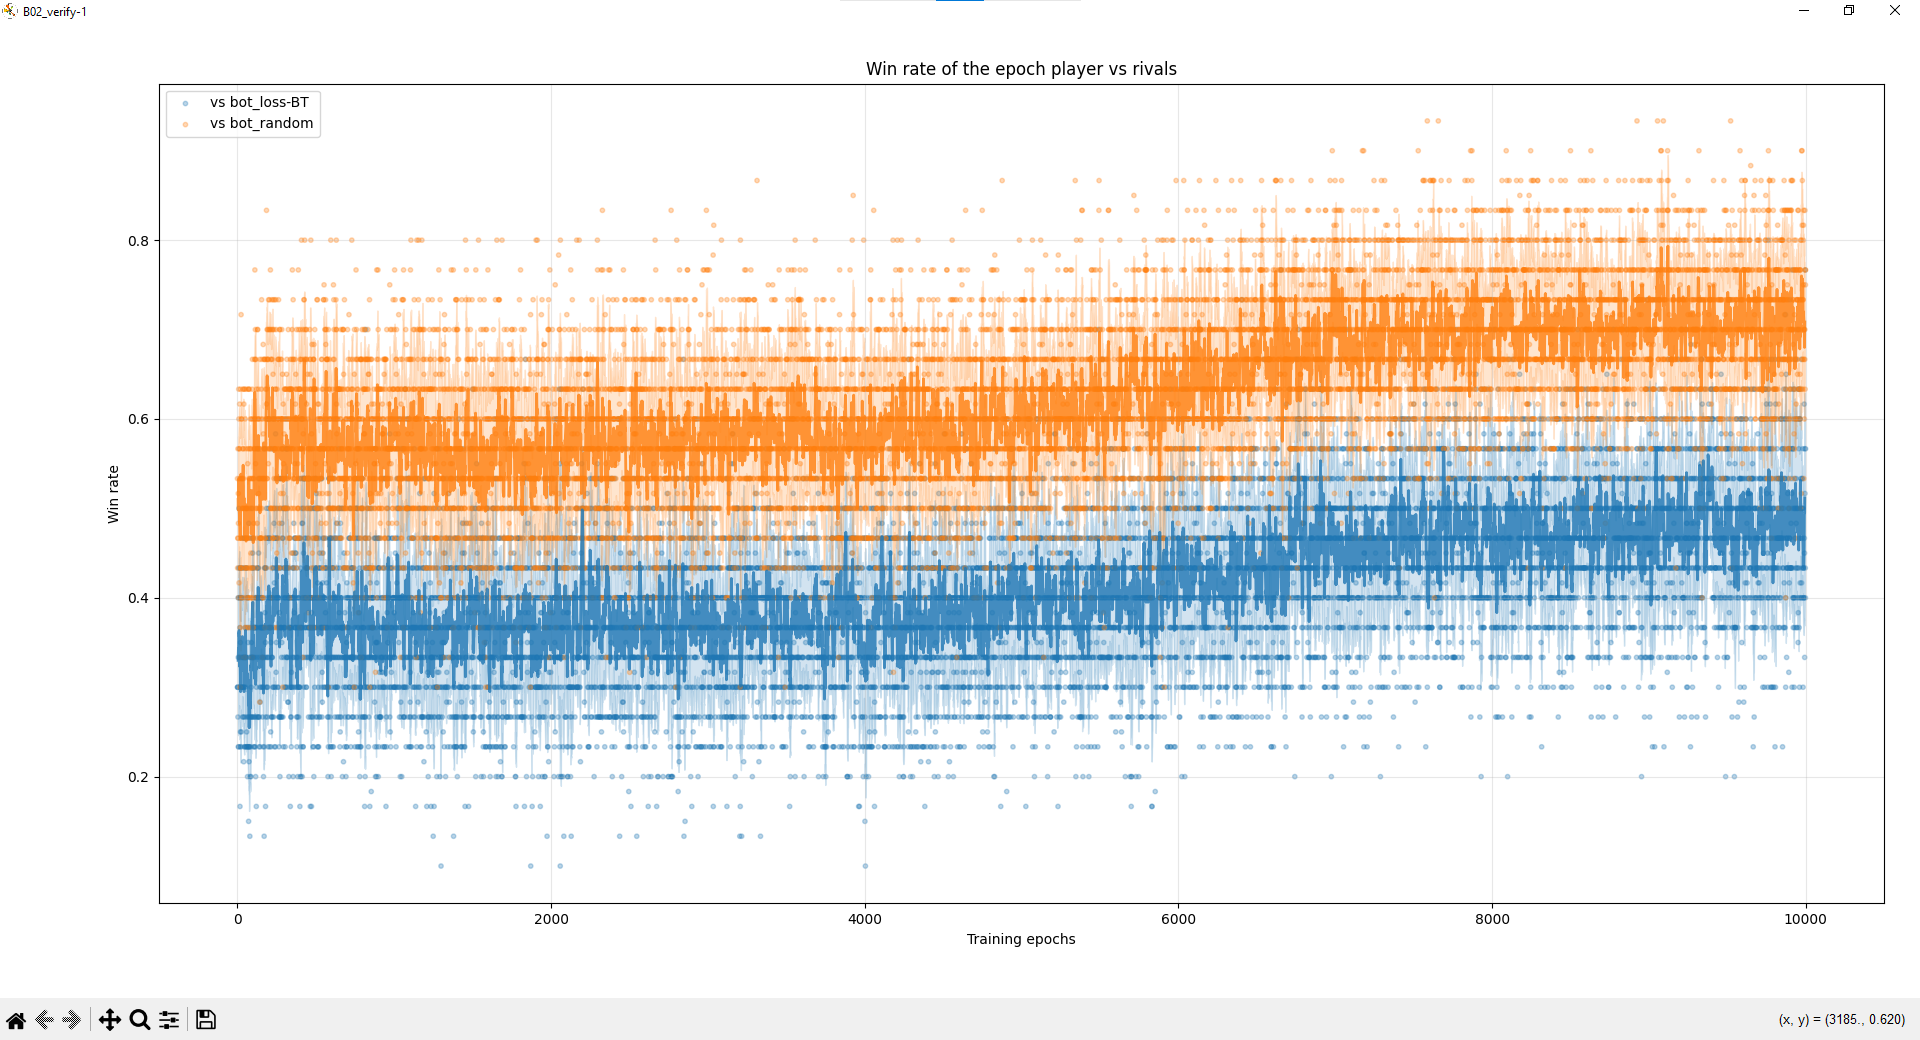 B02_verify-1
Win rate of the epoch player vs rivals
vs bot_loss-BT
vs bot_random
Win rate
0.8
0.6
0.4
0.2
0 2000 4000 6000 8000 10000
Training epochs
(x, y) = (3185., 0.620)